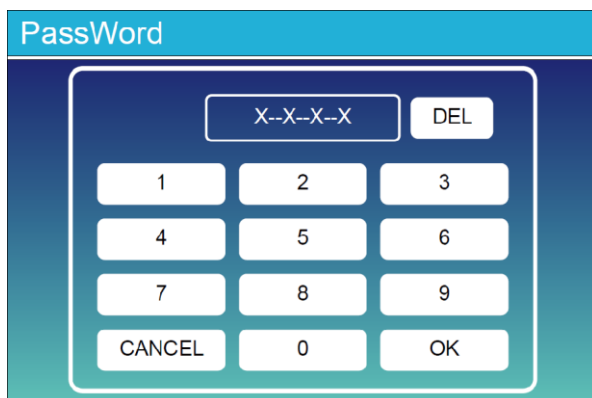 PassWord
X--X--X--X DEL
1 2 3
4 5 6
7 8 9
CANCEL 0 OK